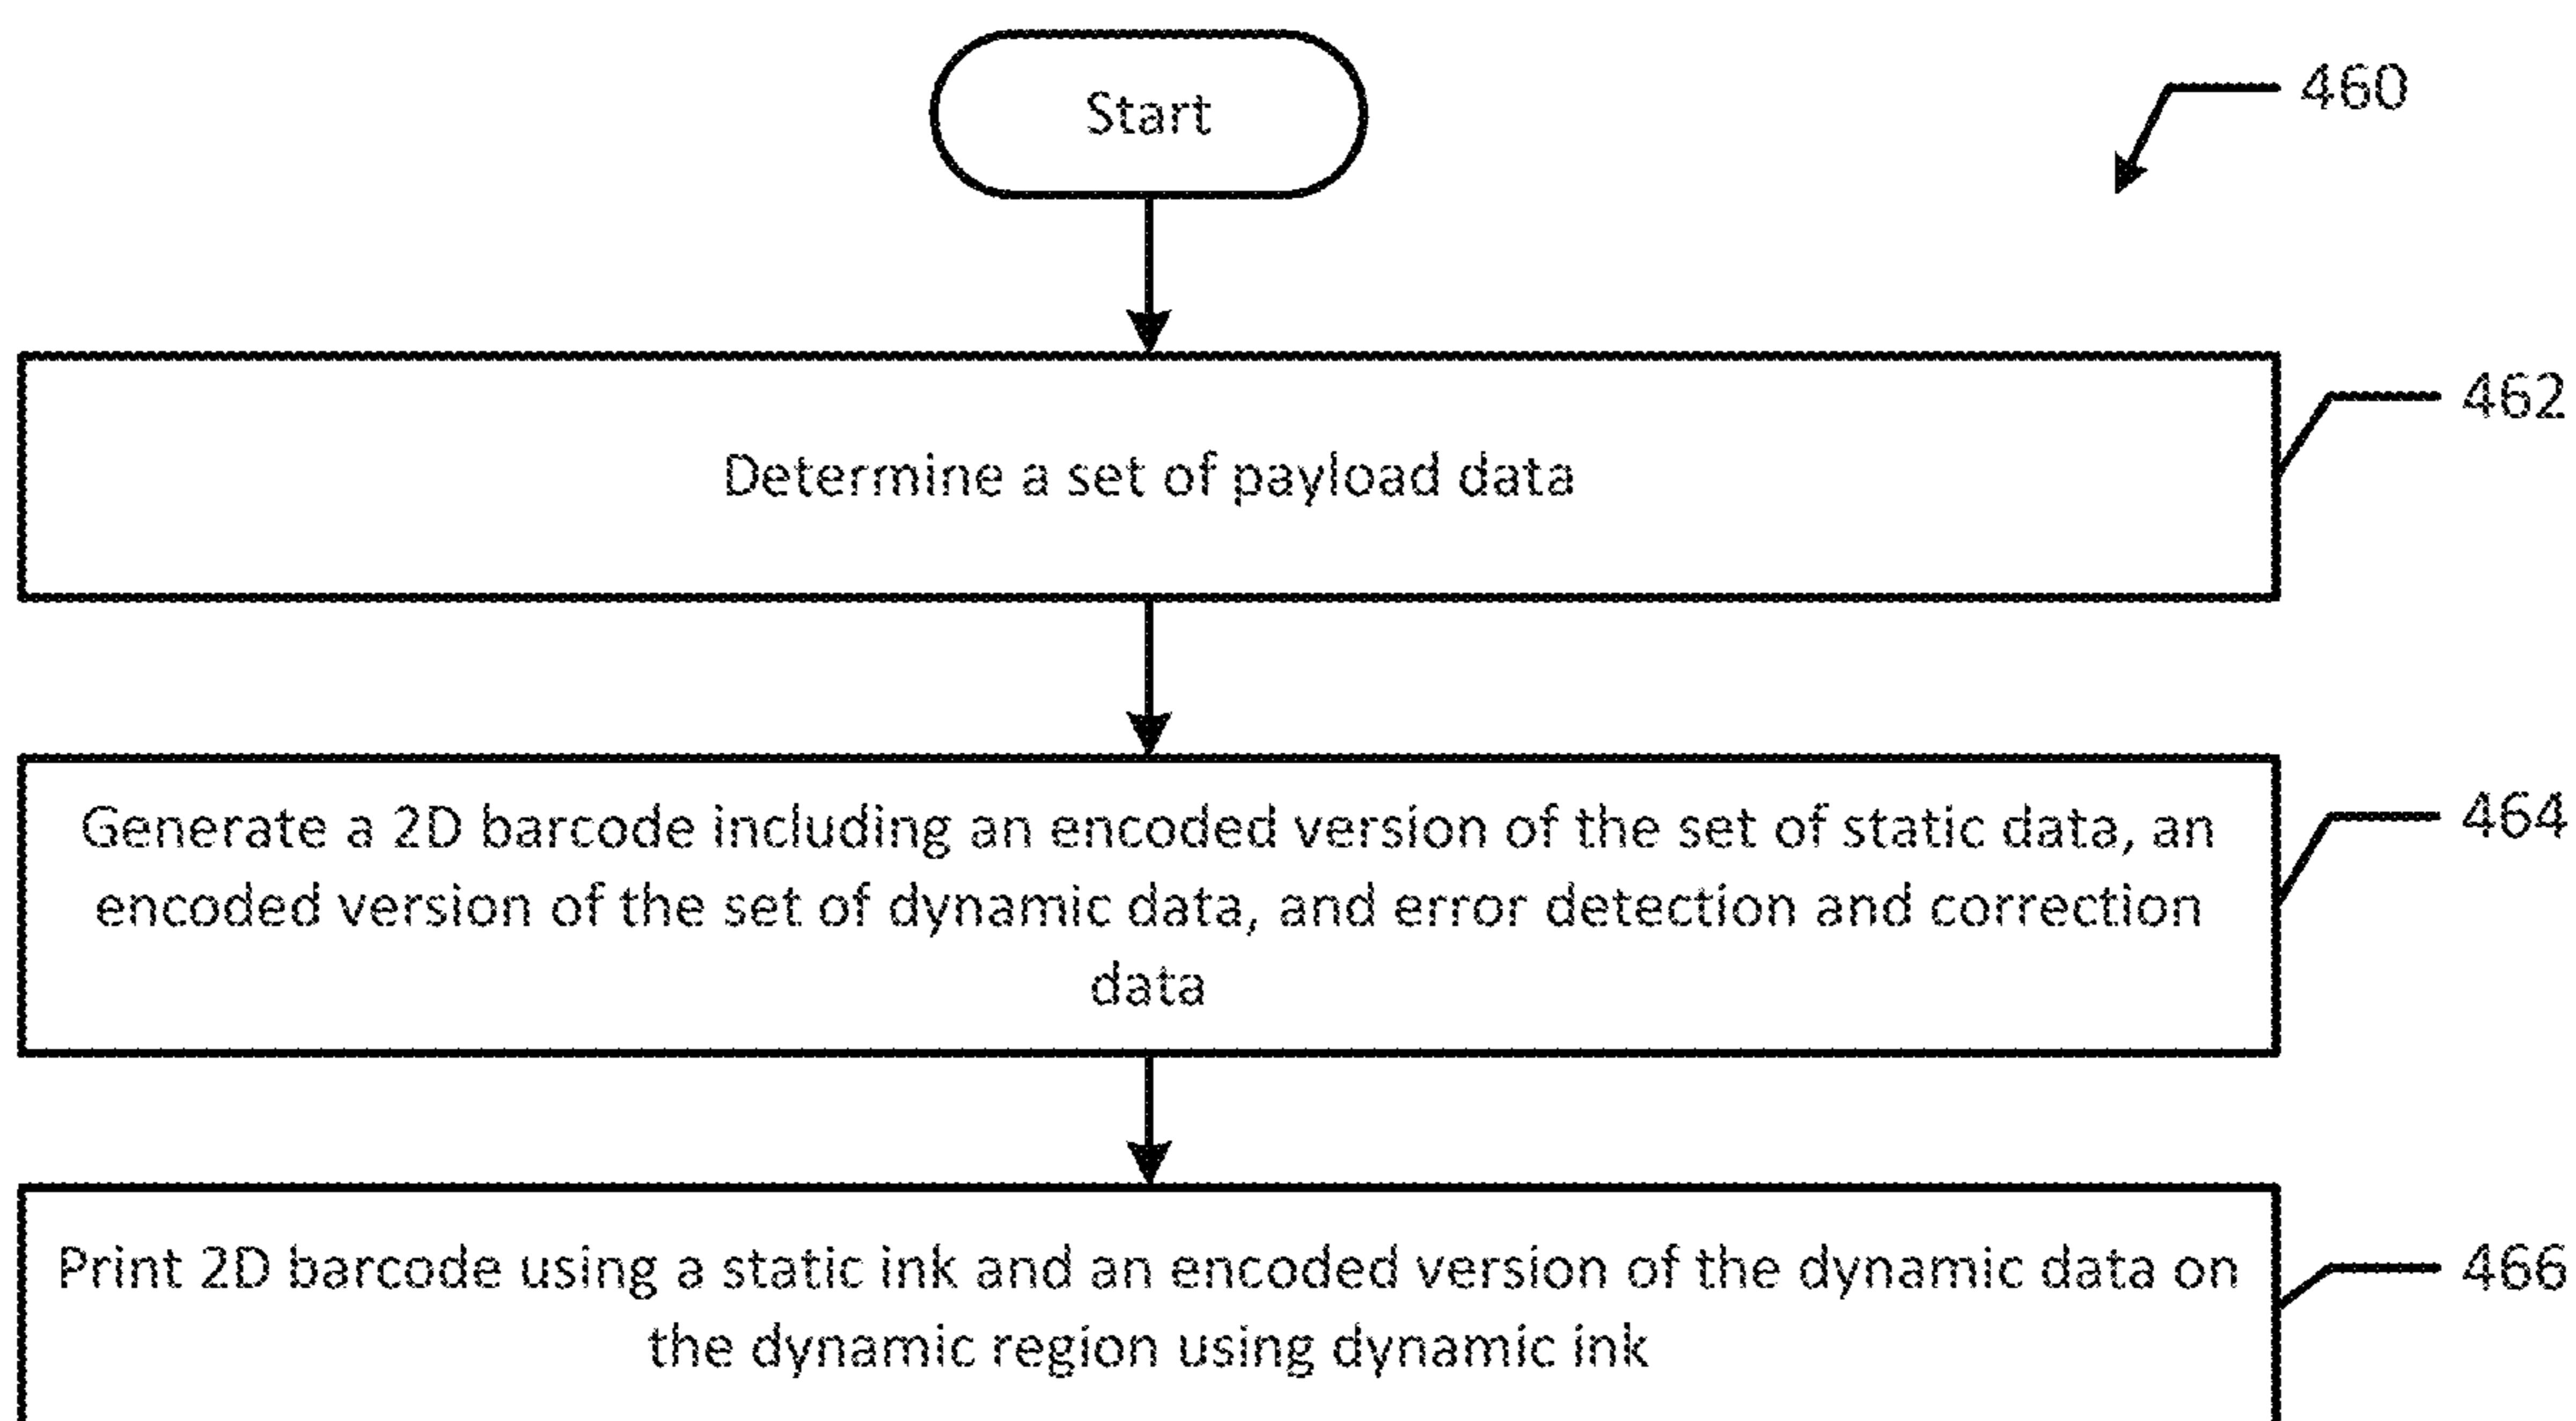 Start
460
Determine a set of payload data
462
Generate a 2D barcode including an encoded version of the set of static data, an
encoded version of the set of dynamic data, and error detection and correction
data
464
Print 2D barcode using a static ink and an encoded version of the dynamic data on
the dynamic region using dynamic ink
466